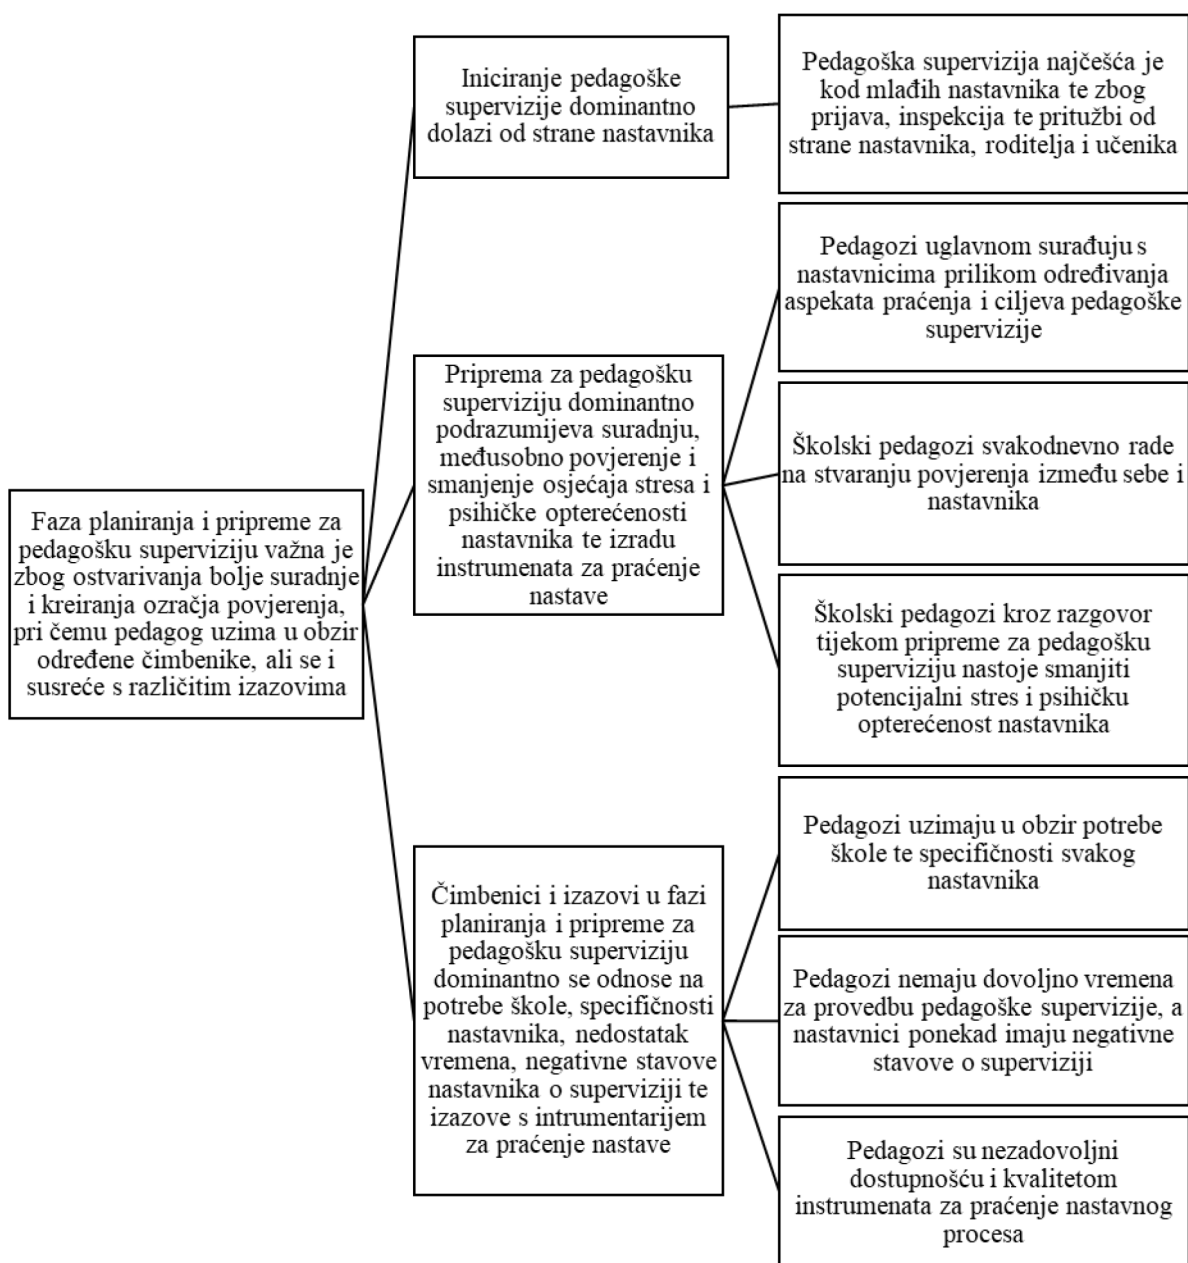 Faza planiranja i pripreme za
pedagošku superviziju važna je
zbog ostvarivanja bolje suradnje
i kreiranja ozračja povjerenja,
pri čemu pedagog uzima u obzir
određene čimbenike, ali se i
susreće s različitim izazovima
Iniciranje pedagoške
supervizije dominantno
dolazi od strane nastavnika
Pedagoška supervizija najčešća je
kod mlađih nastavnika te zbog
prijava, inspekcija te pritužbi od
strane nastavnika, roditelja i učenika
Priprema za pedagošku
superviziju dominantno
podrazumijeva suradnju,
međusobno povjerenje i
smanjenje osjećaja stresa i
psihičke opterećenosti
nastavnika te izradu
instrumenata za praćenje
nastave
Pedagozi uglavnom surađuju s
nastavnicima prilikom određivanja
aspekata praćenja i ciljeva pedagoške
supervizije
Školski pedagozi svakodnevno rade
na stvaranju povjerenja između sebe i
nastavnika
Školski pedagozi kroz razgovor
tijekom pripreme za pedagošku
superviziju nastoje smanjiti
potencijalni stres i psihičku
opterećenost nastavnika
Čimbenici i izazovi u fazi
planiranja i pripreme za
pedagošku superviziju
dominantno se odnose na
potrebe škole, specifičnosti
nastavnika, nedostatak
vremena, negativne stavove
nastavnika o superviziji te
izazove s intrumentarijem
za praćenje nastave
Pedagozi uzimaju u obzir potrebe
škole te specifičnosti svakog
nastavnika
Pedagozi nemaju dovoljno vremena
za provedbu pedagoške supervizije, a
nastavnici ponekad imaju negativne
stavove o superviziji
Pedagozi su nezadovoljni
dostupnošću i kvalitetom
instrumenata za praćenje nastavnog
procesa